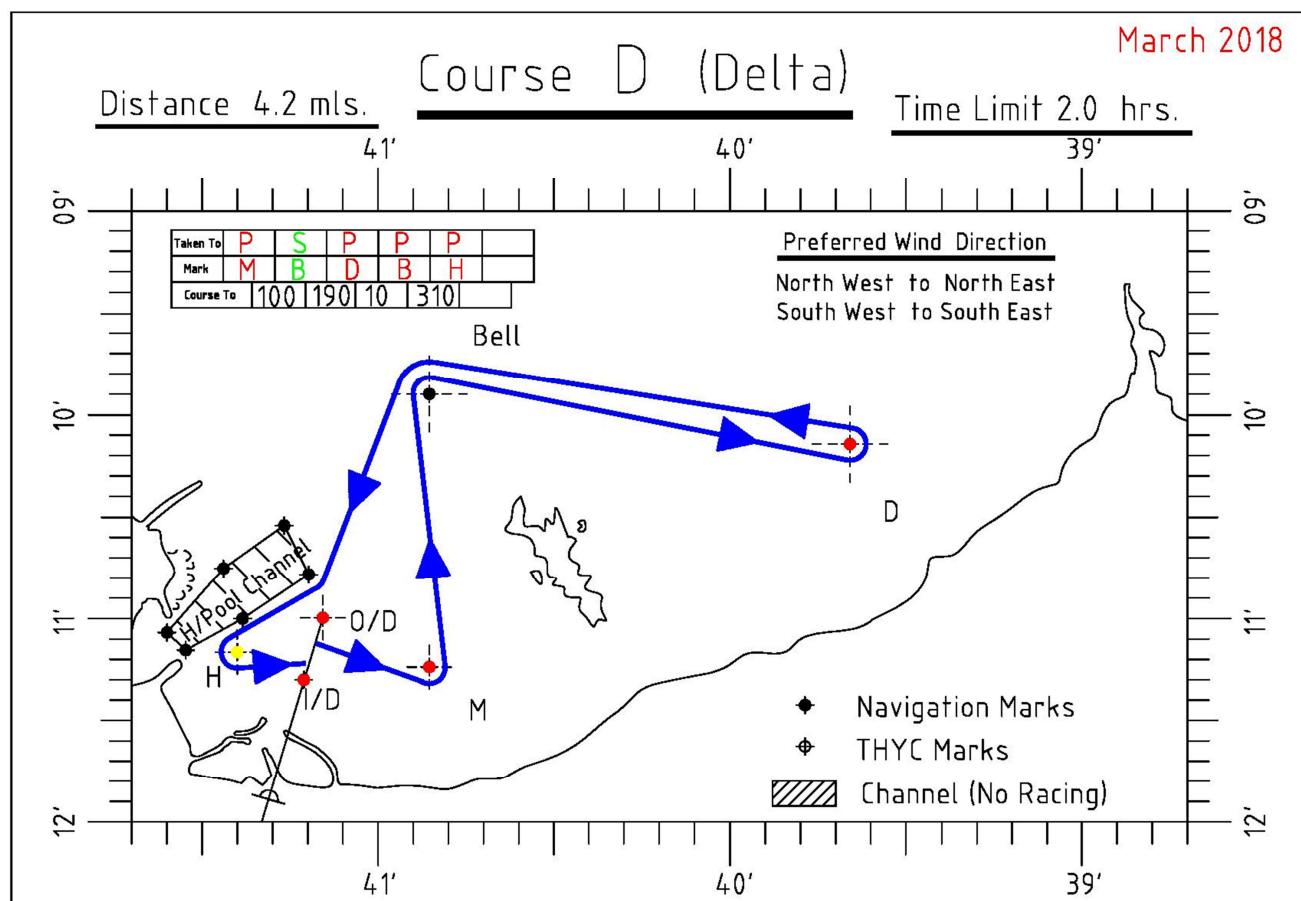 March 2018
Course D (Delta)
Distance 4.2 mls.
Time Limit 2.0 hrs.
41' 40' 39'
09' 09'
Taken To P S P P P
Mark M B D B H
Course To 100 190 10 310
Preferred Wind Direction
North West to North East
South West to South East
Bell
10' 10'
D
H/Pool Channel
11' O/D 11'
H
I/D
M
Navigation Marks
THYC Marks
Channel (No Racing)
12' 12'
41' 40' 39'